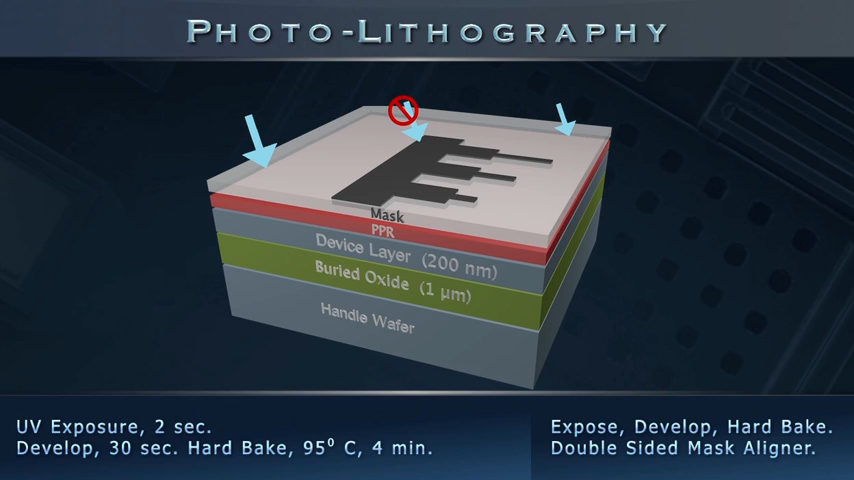 PHOTO-LITHOGRAPHY
Mask
PPR
Device Layer (200 nm)
Buried Oxide (1 μm)
Handle Wafer
UV Exposure, 2 sec.
Develop, 30 sec. Hard Bake, 95⁰ C, 4 min.
Expose, Develop, Hard Bake.
Double Sided Mask Aligner.